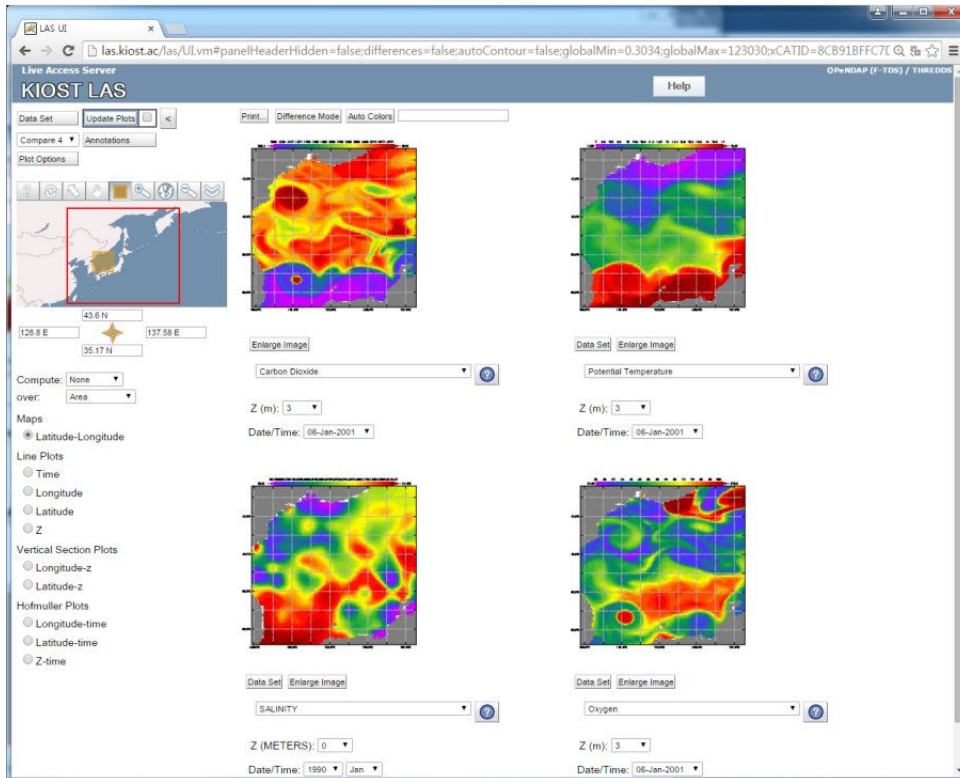 LAS UI
las.kiost.ac/las/UI.vm#panelHeaderHidden=false;differences=false;autoContour=false;globalMin=0.3034;globalMax=123030;xCATID=8CB91BFFC7E
Live Access Server
OPeNDAP (F-TDS) / THREDDS
KIOST LAS
Help
Data Set Update Plots <
Print... Difference Mode Auto Colors
Compare 4 Annotations
Plot Options
43.6 N
128.8 E 137.58 E
35.17 N
Enlarge Image
Data Set Enlarge Image
Carbon Dioxide
Potential Temperature
Compute: None
over: Area
Z (m): 3
Z (m): 3
Date/Time: 06-Jan-2001
Date/Time: 06-Jan-2001
Maps
Latitude-Longitude
Line Plots
Time
Longitude
Latitude
Z
Vertical Section Plots
Longitude-z
Latitude-z
Hofmuller Plots
Longitude-time
Latitude-time
Z-time
Data Set Enlarge Image
Data Set Enlarge Image
SALINITY
Oxygen
Z (METERS): 0
Z (m): 3
Date/Time: 1990 Jan
Date/Time: 06-Jan-2001